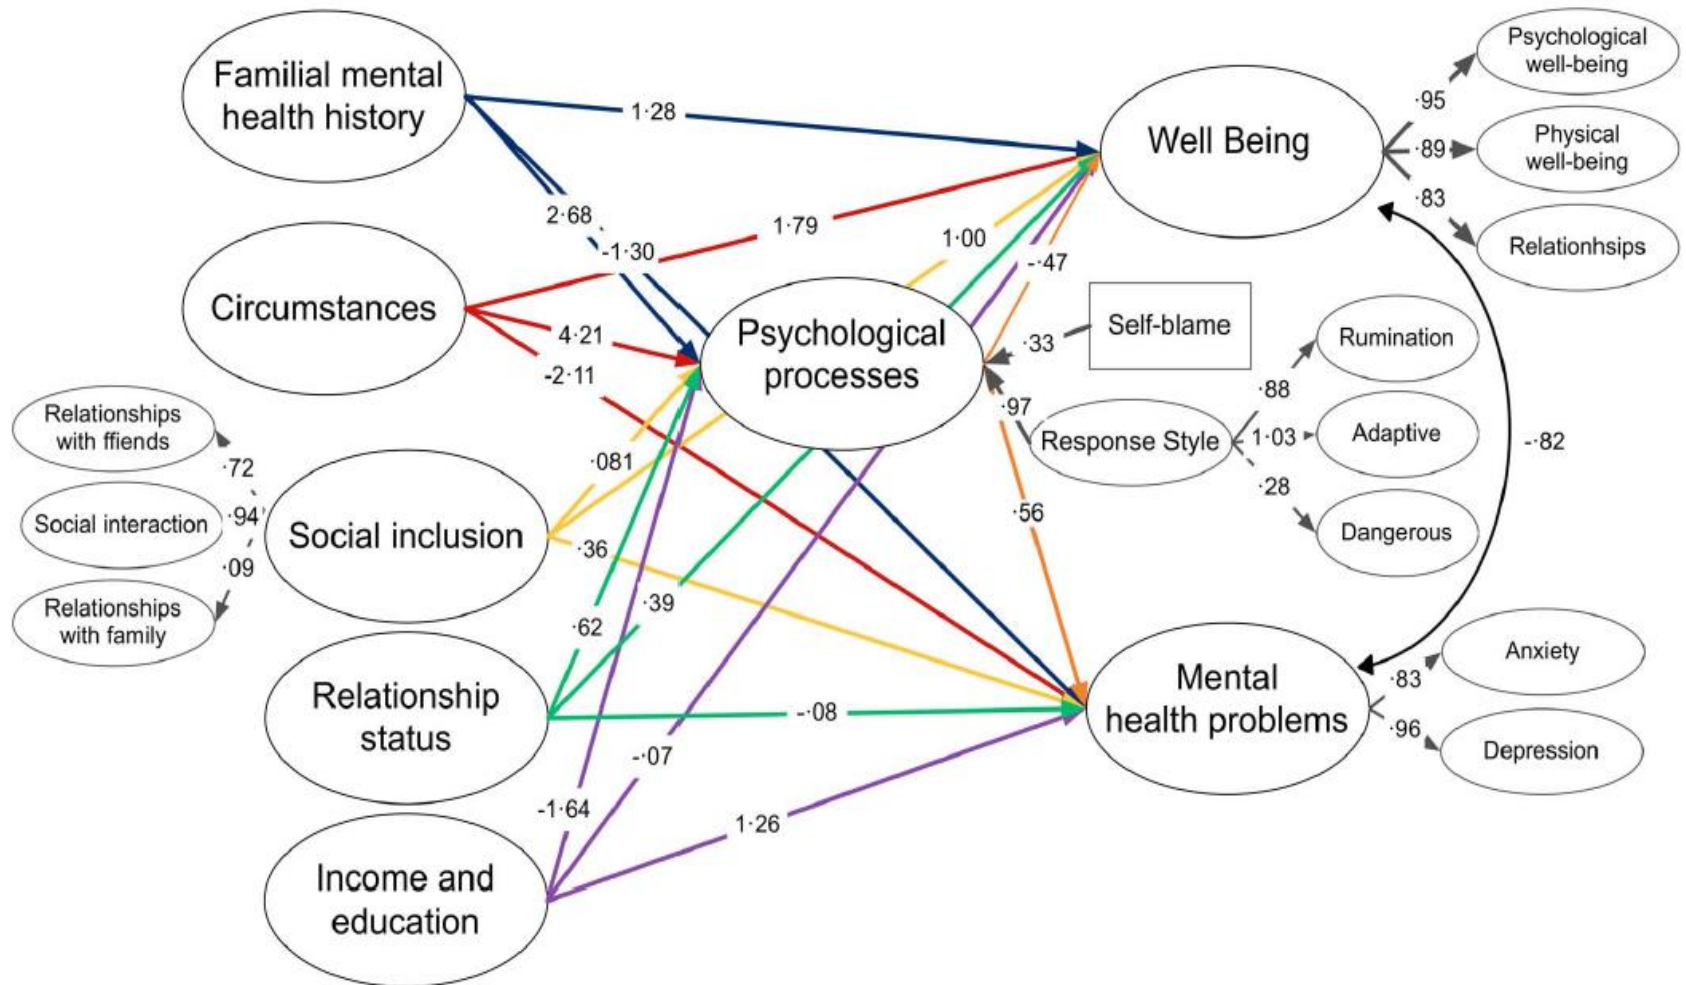 Familial mental
health history
Circumstances
Relationships
with ffiends
Social interaction
Relationships
with family
·72
·94
·09
Social inclusion
Relationship
status
Income and
education
1·28
2·68
-1·30
1·79
4·21
-2·11
·081
·36
·62
·39
-·08
-1·64
-·07
1·26
1·00
-·47
Psychological
processes
Self-blame
·33
·97
Response Style
·88
1·03
·28
Rumination
Adaptive
Dangerous
·56
Well Being
·95
·89
·83
Psychological
well-being
Physical
well-being
Relationhsips
-·82
Mental
health problems
·83
·96
Anxiety
Depression